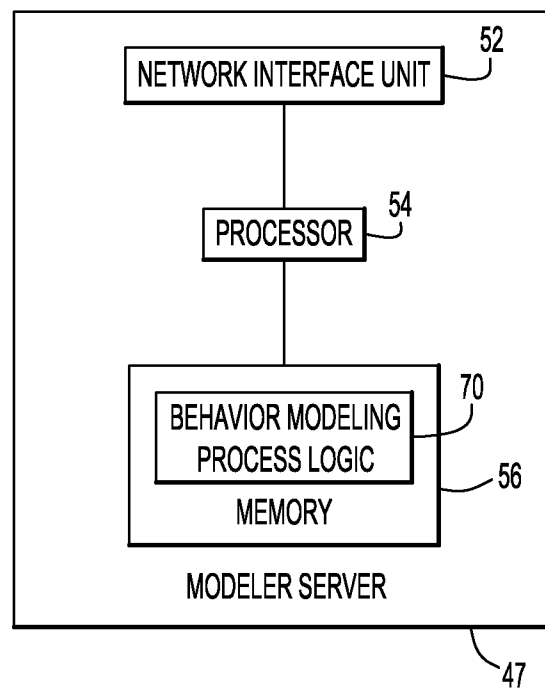 52
NETWORK INTERFACE UNIT
54
PROCESSOR
70
BEHAVIOR MODELING
PROCESS LOGIC
56
MEMORY
MODELER SERVER
47